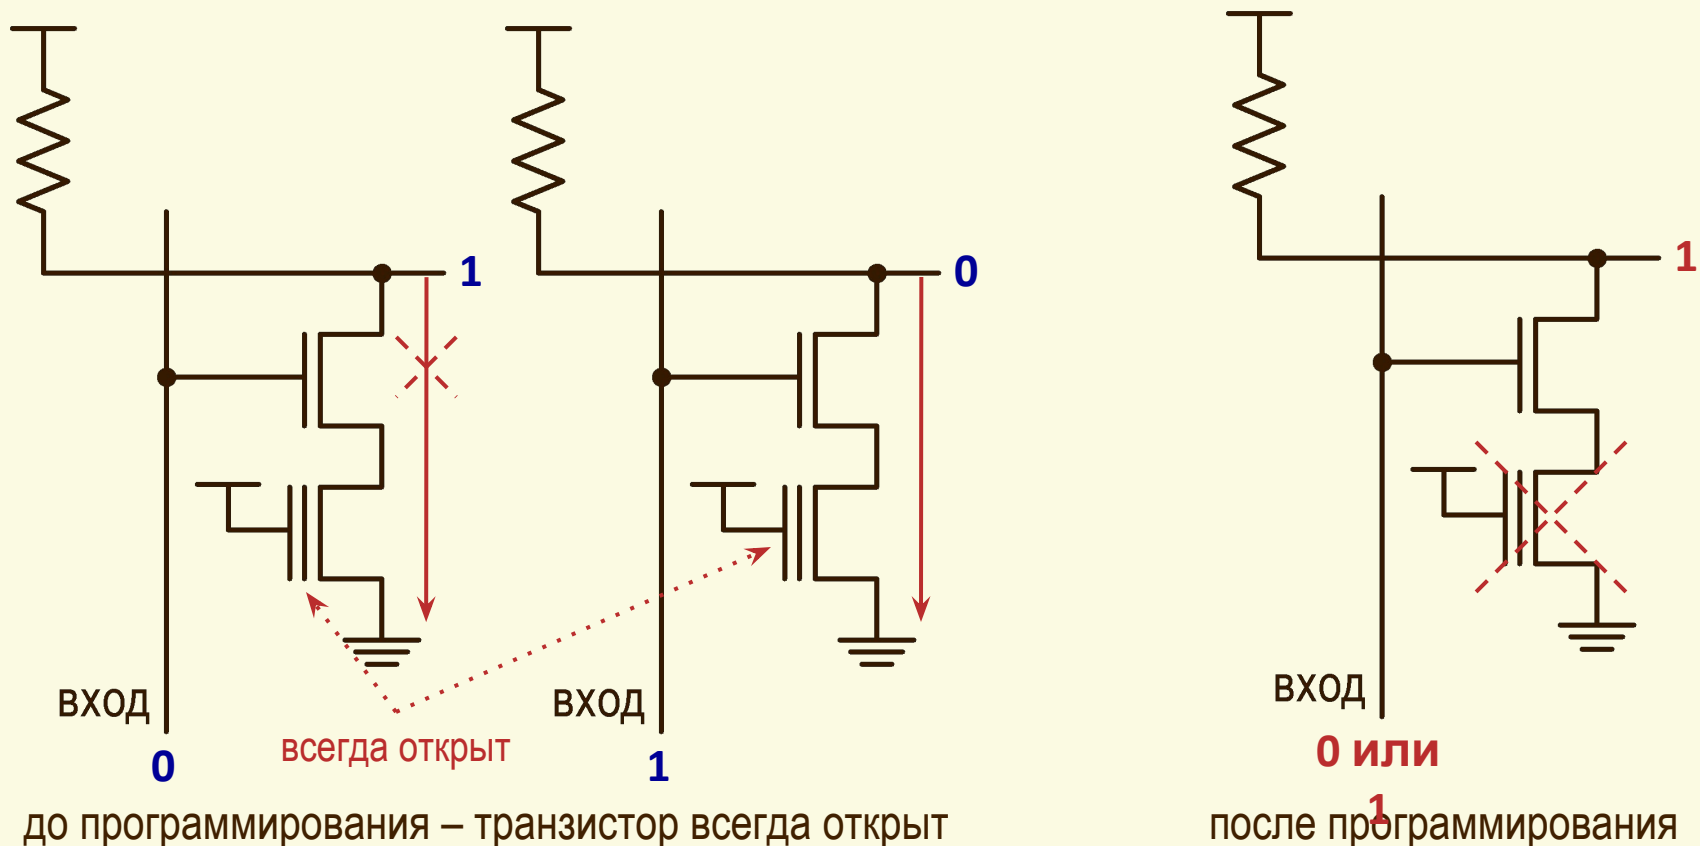 1
0
1
вход
вход
вход
0
всегда открыт
1
0 или
1
до программирования – транзистор всегда открыт
после программирования